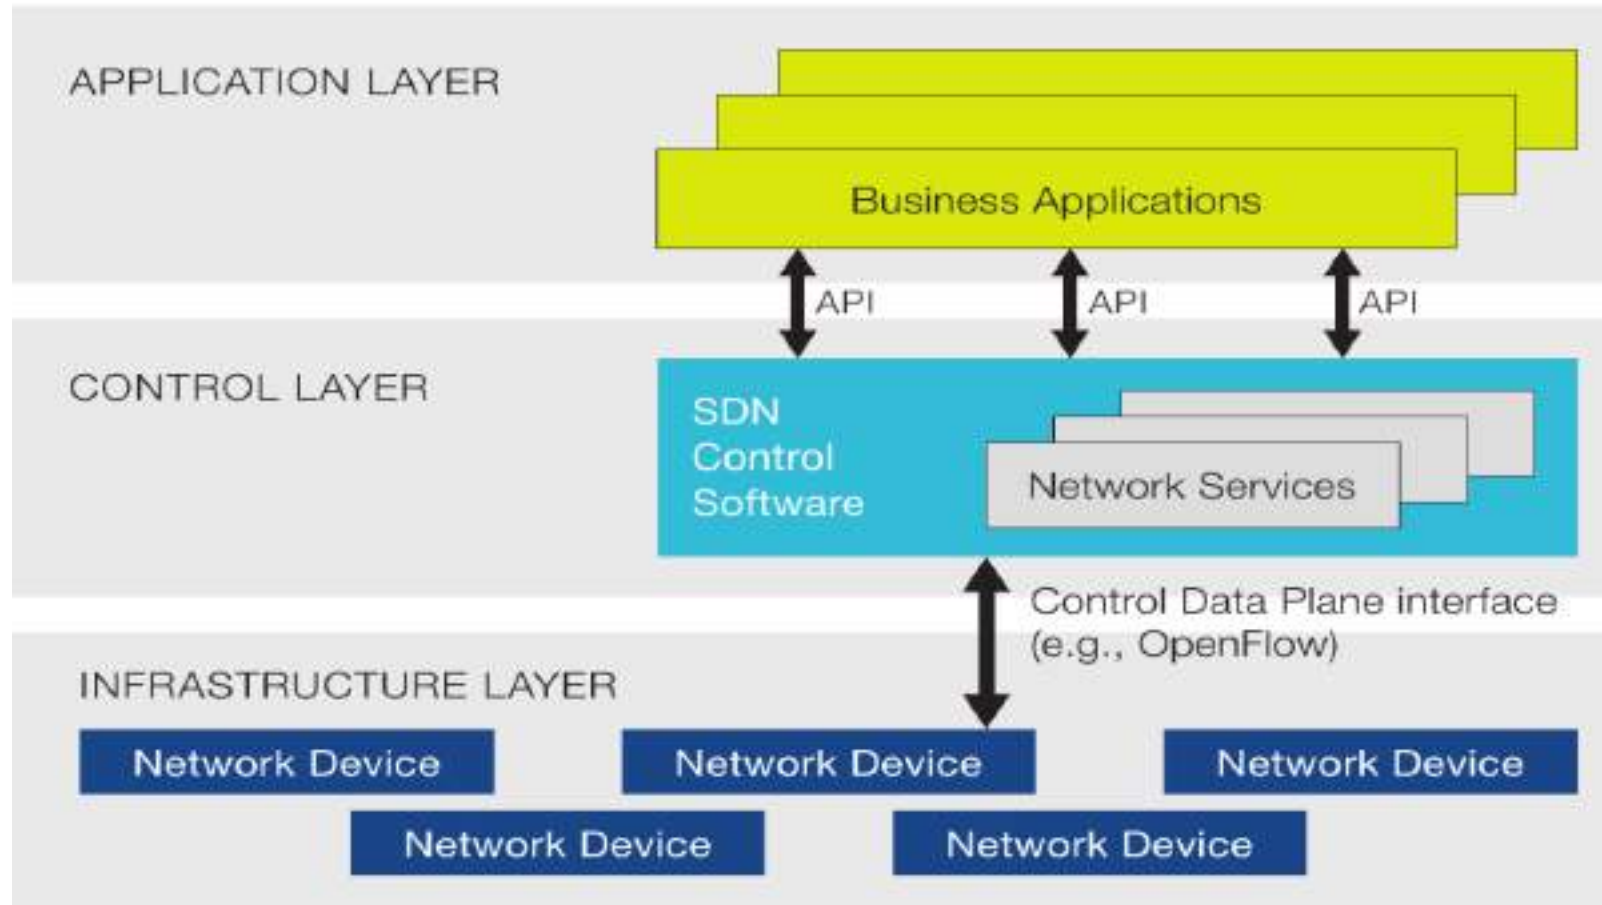 APPLICATION LAYER
Business Applications
API
API
API
CONTROL LAYER
SDN
Control
Software
Network Services
Control Data Plane interface
(e.g., OpenFlow)
INFRASTRUCTURE LAYER
Network Device
Network Device
Network Device
Network Device
Network Device